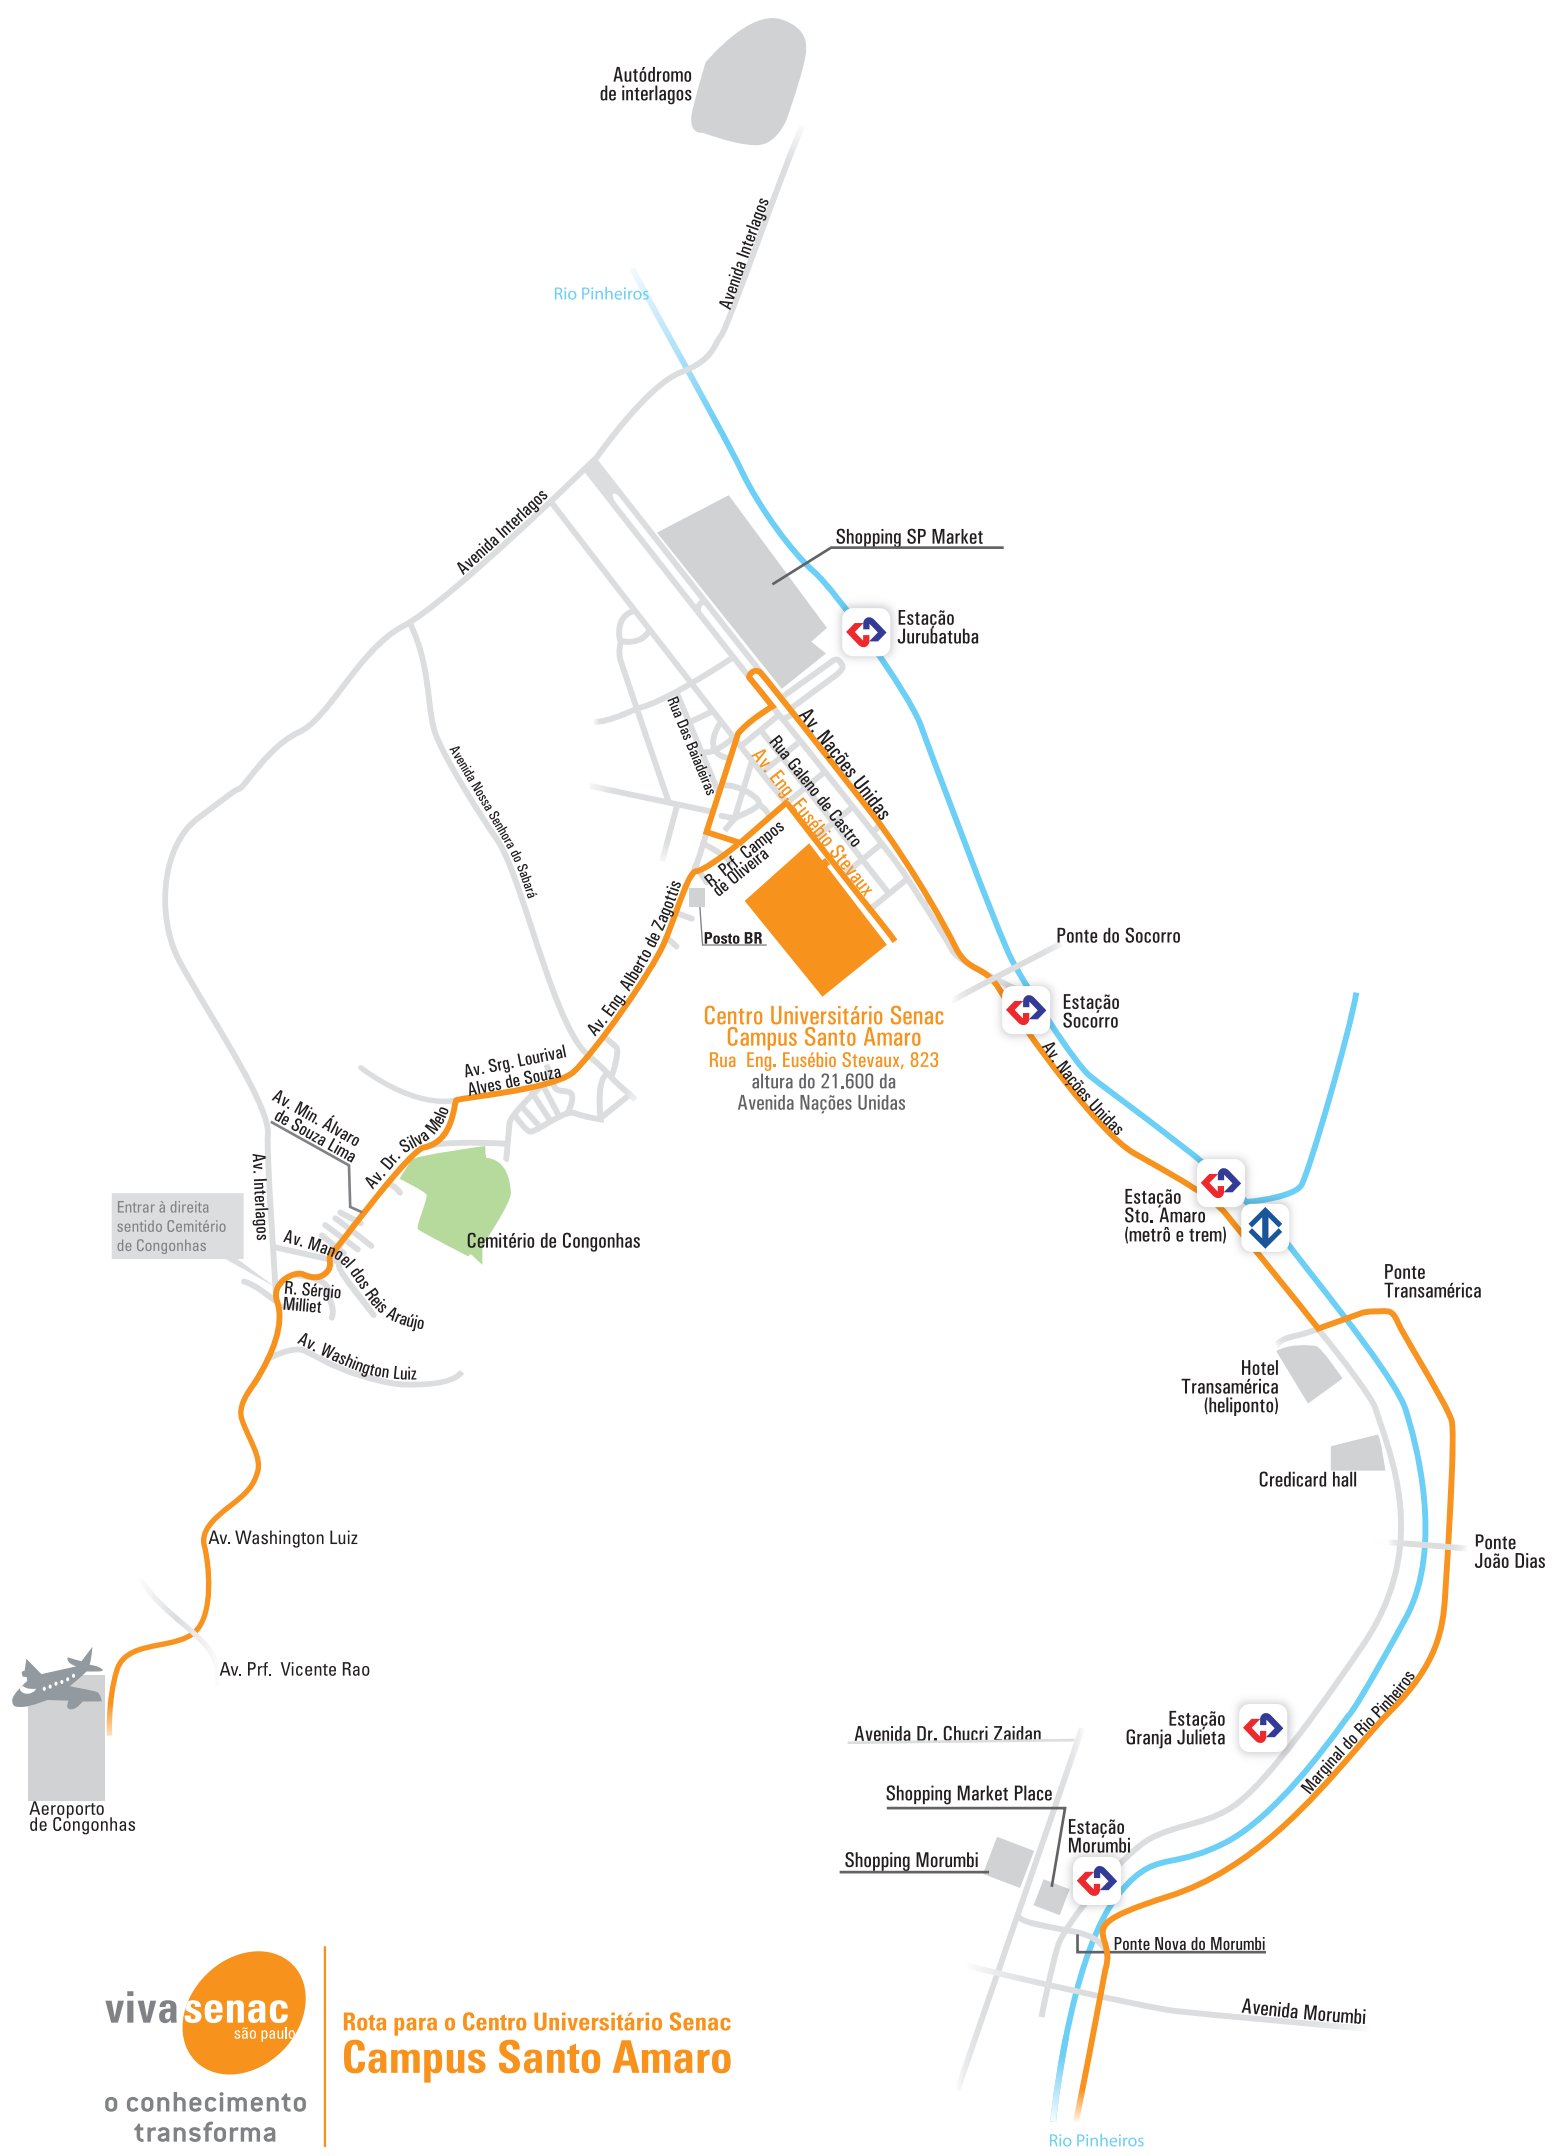 Autódromo
de interlagos
Avenida Interlagos
Rio Pinheiros
Avenida Interlagos
Shopping SP Market
Estação
Jurubatuba
Rua Das Baiadeiras
Av. Nações Unidas
Rua Galeno de Castro
Av. Eng. Eusébio Stevaux
Avenida Nossa Senhora do Sabará
R. Prf. Campos
de Oliveira
Av. Eng. Alberto de Zagottis
Posto BR
Ponte do Socorro
Estação
Socorro
Centro Universitário Senac
Campus Santo Amaro
Rua Eng. Eusébio Stevaux, 823
altura do 21.600 da
Avenida Nações Unidas
Av. Nações Unidas
Av. Srg. Lourival
Alves de Souza
Av. Min. Álvaro
de Souza Lima
Av. Dr. Silva Melo
Av. Interlagos
Entrar à direita
sentido Cemitério
de Congonhas
Cemitério de Congonhas
Av. Manoel dos Reis Araújo
R. Sérgio
Milliet
Av. Washington Luiz
Estação
Sto. Amaro
(metrô e trem)
Ponte
Transamérica
Hotel
Transamérica
(heliponto)
Credicard hall
Ponte
João Dias
Av. Washington Luiz
Av. Prf. Vicente Rao
Aeroporto
de Congonhas
Estação
Granja Julieta
Marginal do Rio Pinheiros
Avenida Dr. Chucri Zaidan
Shopping Market Place
Estação
Morumbi
Shopping Morumbi
Ponte Nova do Morumbi
Avenida Morumbi
Rio Pinheiros
vivasenac
são paulo
o conhecimento
transforma
Rota para o Centro Universitário Senac
Campus Santo Amaro